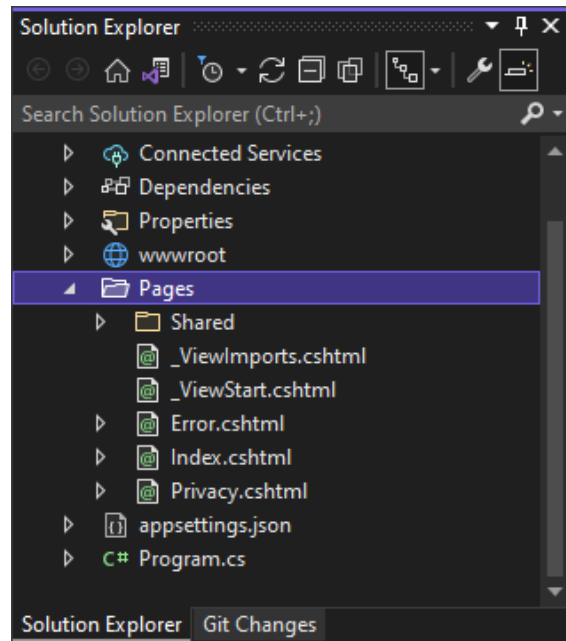 Solution Explorer
Search Solution Explorer (Ctrl+;)
Connected Services
Dependencies
Properties
wwwroot
Pages
Shared
_ViewImports.cshtml
_ViewStart.cshtml
Error.cshtml
Index.cshtml
Privacy.cshtml
appsettings.json
C# Program.cs
Solution Explorer Git Changes